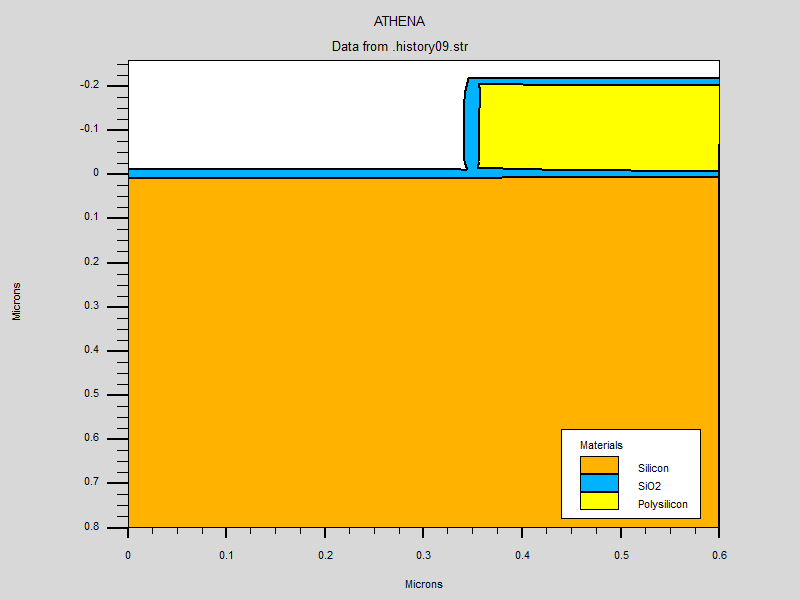 ATHENA
Data from .history09.str
-0.2
-0.1
0
0.1
0.2
0.3
0.4
0.5
0.6
0.7
0.8
Microns
Materials
Silicon
SiO2
Polysilicon
0 0.1 0.2 0.3 0.4 0.5 0.6
Microns